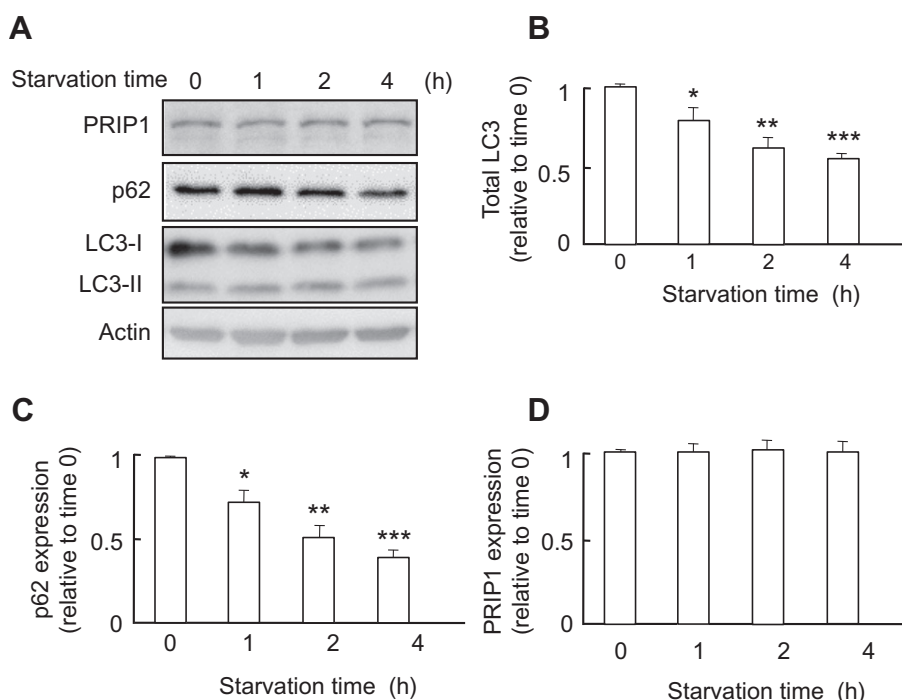 A
Starvation time 0 1 2 4 (h)
PRIP1
p62
LC3-I
LC3-II
Actin
B
Total LC3
(relative to time 0)
1
0.5
0
*
**
***
0 1 2 4
Starvation time (h)
C
p62 expression
(relative to time 0)
1
0.5
0
*
**
***
0 1 2 4
Starvation time (h)
D
PRIP1 expression
(relative to time 0)
1
0.5
0
0 1 2 4
Starvation time (h)